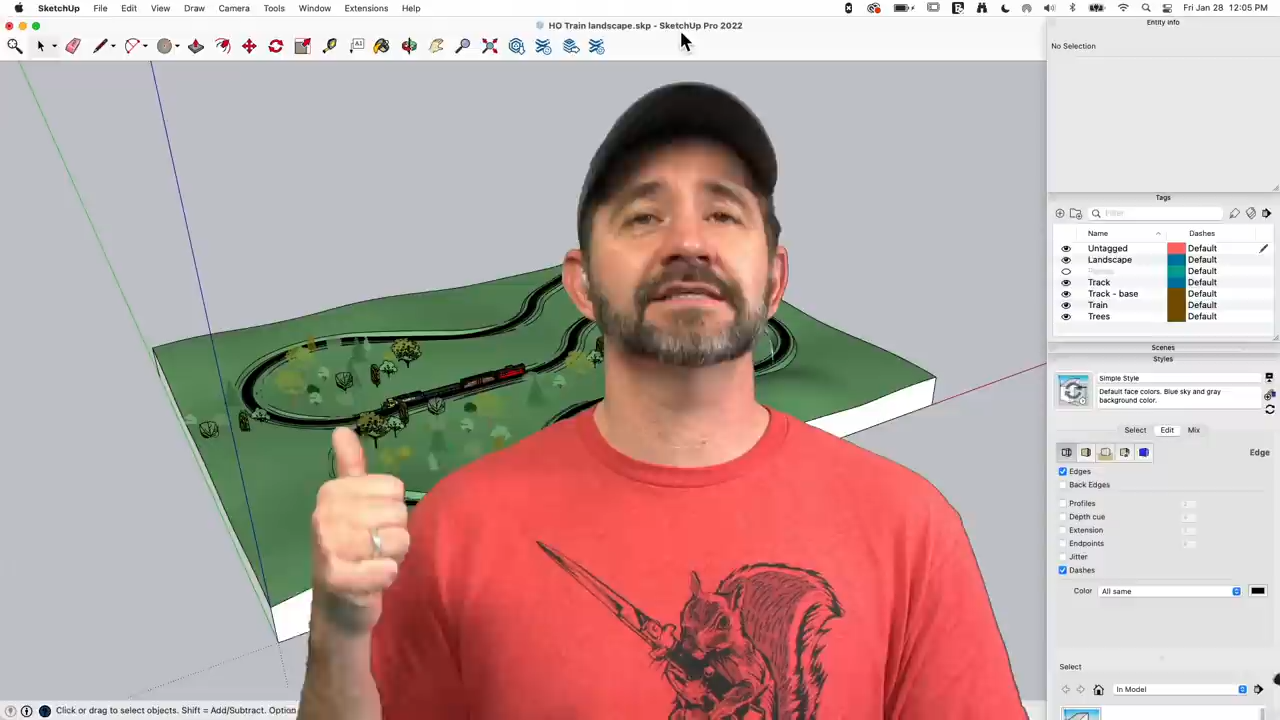 SketchUp File Edit View Draw Camera Tools Window Extensions Help Fri Jan 28 12:05 PM
HO Train landscape.skp - SketchUp Pro 2022
Entity Info
No Selection
Tags
Filter
Name Dashes
Untagged Default
Landscape Default
Default
Track Default
Track - base Default
Train Default
Trees Default
Scenes
Styles
Simple Style
Default face colors. Blue sky and gray
background color.
Select Edit Mix
Edge
Edges
Back Edges
Profiles
Depth cue
Extension
Endpoints
Jitter
Dashes
Color All same
Select
In Model
Click or drag to select objects. Shift = Add/Subtract. Option